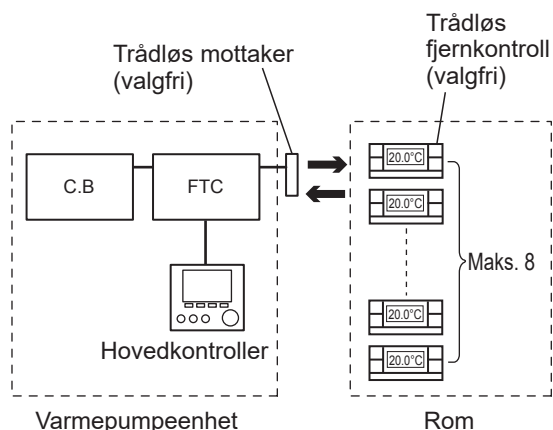 Trådløs mottaker
(valgfri)
Trådløs
fjernkontroll
(valgfri)
C.B
FTC
20.0°C
20.0°C
Maks. 8
20.0°C
20.0°C
Hovedkontroller
Varmepumpeenhet
Rom